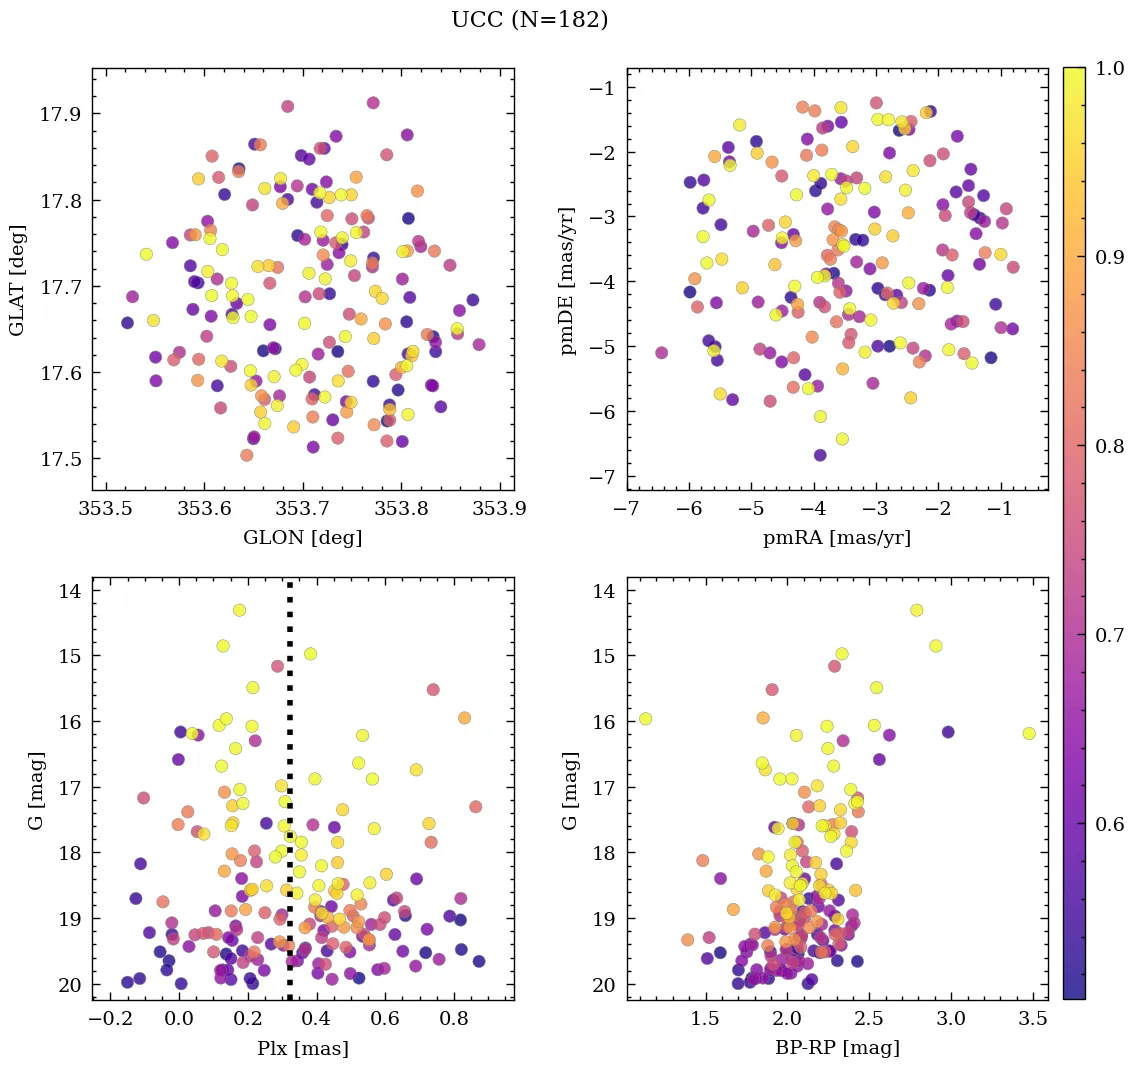 UCC (N=182)
17.9
17.8
17.7
17.6
17.5
GLAT [deg]
353.5 353.6 353.7 353.8 353.9
GLON [deg]
−1
−2
−3
−4
−5
−6
−7
pmDE [mas/yr]
−7 −6 −5 −4 −3 −2 −1
pmRA [mas/yr]
1.0
0.9
0.8
0.7
0.6
14
15
16
17
18
19
20
G [mag]
−0.2 0.0 0.2 0.4 0.6 0.8
Plx [mas]
14
15
16
17
18
19
20
G [mag]
1.5 2.0 2.5 3.0 3.5
BP-RP [mag]